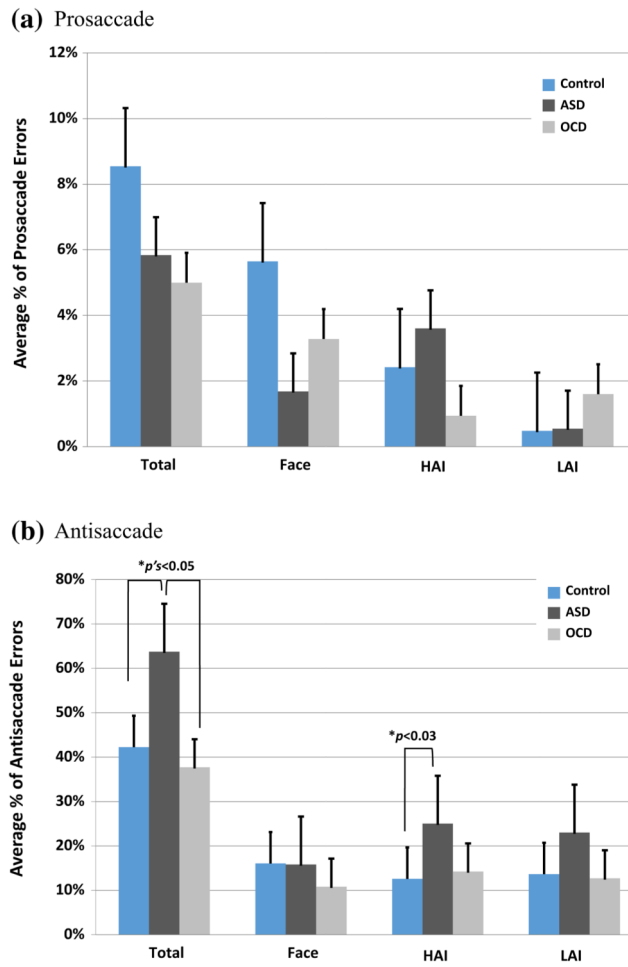 (a) Prosaccade
Average % of Prosaccade Errors
12%
10%
8%
6%
4%
2%
0%
Control
ASD
OCD
Total Face HAI LAI
(b) Antisaccade
Average % of Antisaccade Errors
80%
70%
60%
50%
40%
30%
20%
10%
0%
*p's<0.05
*p<0.03
Control
ASD
OCD
Total Face HAI LAI